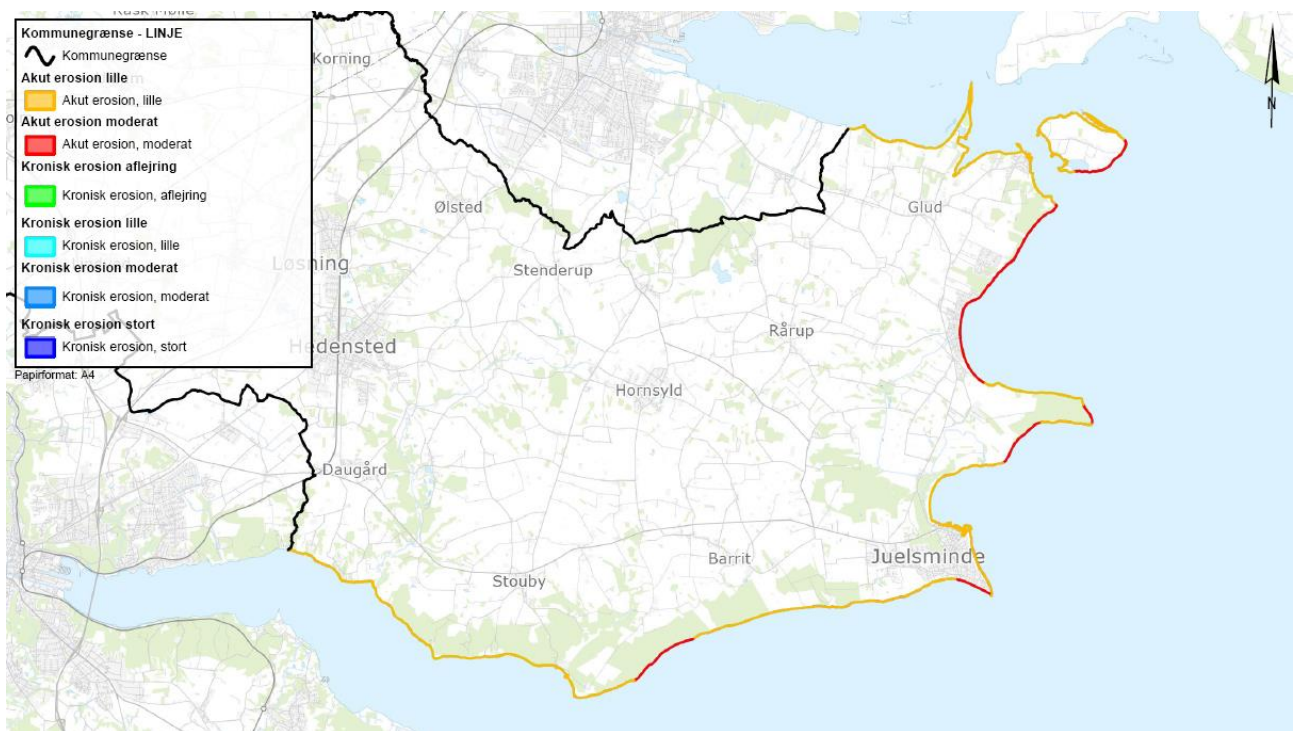 Kommunegrænse - LINJE
Kommunegrænse
Akut erosion lille
Akut erosion, lille
Akut erosion moderat
Akut erosion, moderat
Kronisk erosion aflejring
Kronisk erosion, aflejring
Kronisk erosion lille
Kronisk erosion, lille
Kronisk erosion moderat
Kronisk erosion, moderat
Kronisk erosion stort
Kronisk erosion, stort
Papirformat: A4
Korning
N
Ølsted
Glud
Løsning
Stenderup
Rårup
Hedensted
Hornsyld
Daugård
Barrit
Juelsminde
Stouby